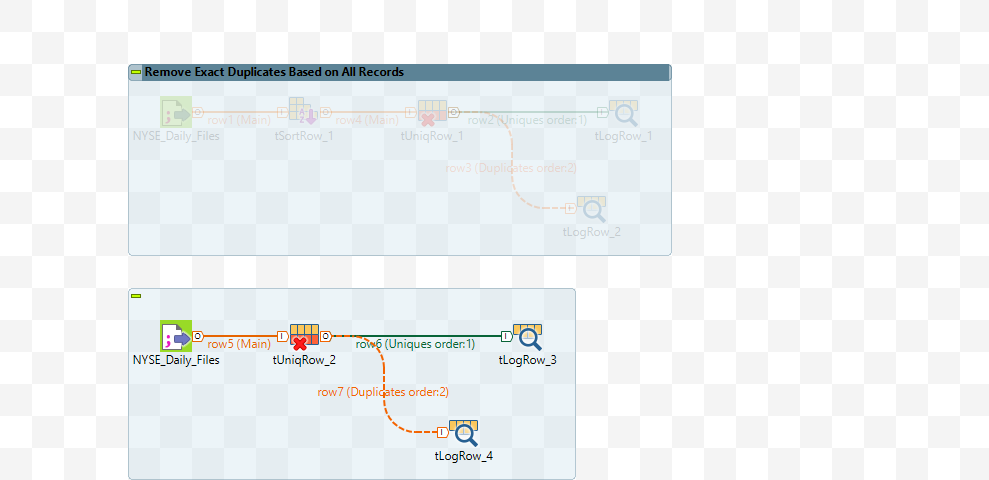 Remove Exact Duplicates Based on All Records
row1 (Main) row4 (Main) row2 (Uniques order:1)
NYSE_Daily_Files tSortRow_1 tUniqRow_1 tLogRow_1
row3 (Duplicates order:2)
tLogRow_2
row5 (Main) row6 (Uniques order:1)
NYSE_Daily_Files tUniqRow_2 tLogRow_3
row7 (Duplicates order:2)
tLogRow_4